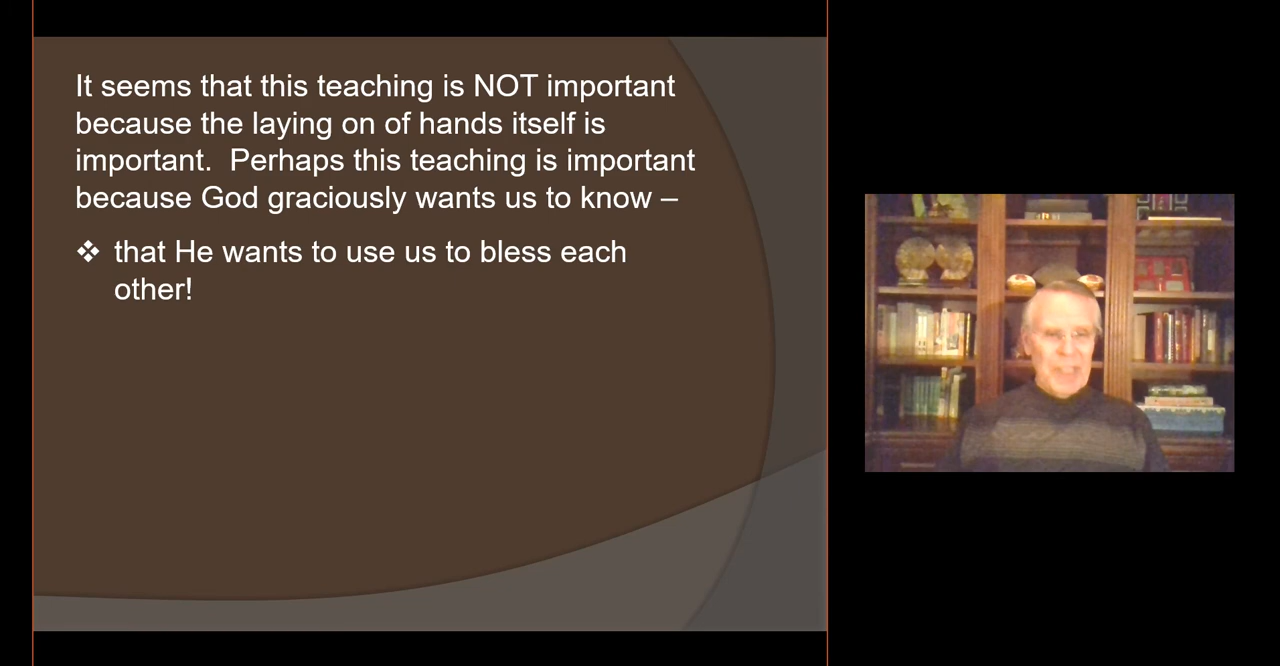 It seems that this teaching is NOT important
because the laying on of hands itself is
important.  Perhaps this teaching is important
because God graciously wants us to know –
❖ that He wants to use us to bless each
other!